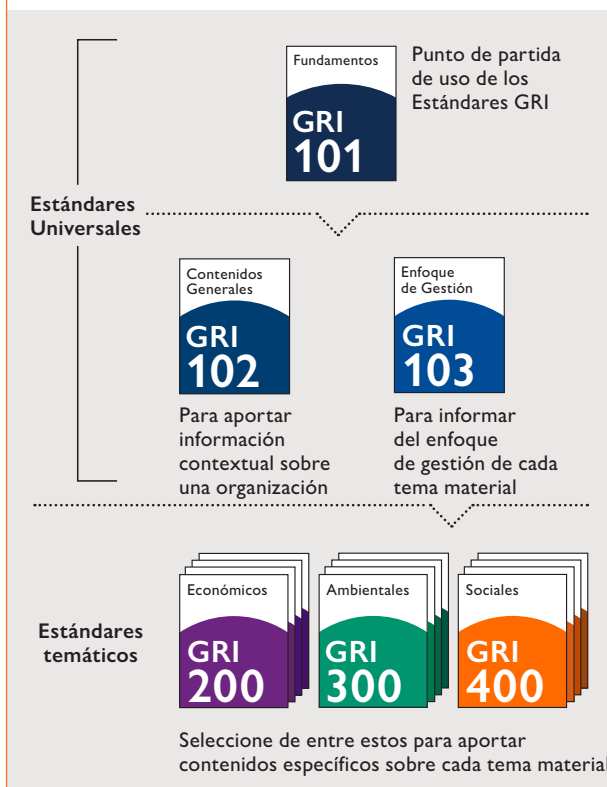 Fundamentos
GRI
101
Punto de partida
de uso de los
Estándares GRI
Estándares
Universales
Contenidos
Generales
GRI
102
Para aportar
información
contextual sobre
una organización
Enfoque
de Gestión
GRI
103
Para informar
del enfoque
de gestión de cada
tema material
Estándares
temáticos
Económicos
GRI
200
Ambientales
GRI
300
Sociales
GRI
400
Seleccione de entre estos para aportar
contenidos específicos sobre cada tema material